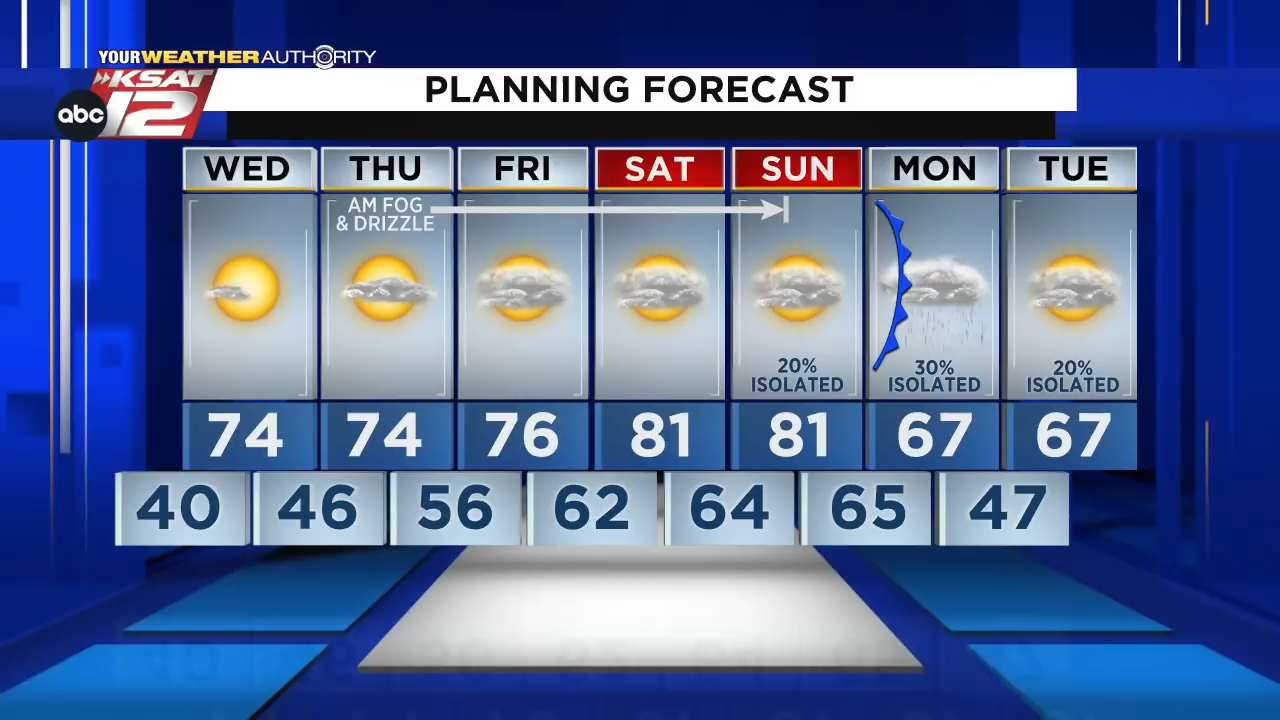 YOURWEATHERAUTHORITY
KSAT
abc
12
PLANNING FORECAST
WED THU FRI SAT SUN MON TUE
AM FOG
& DRIZZLE
20% 30% 20%
ISOLATED ISOLATED ISOLATED
74 74 76 81 81 67 67
40 46 56 62 64 65 47